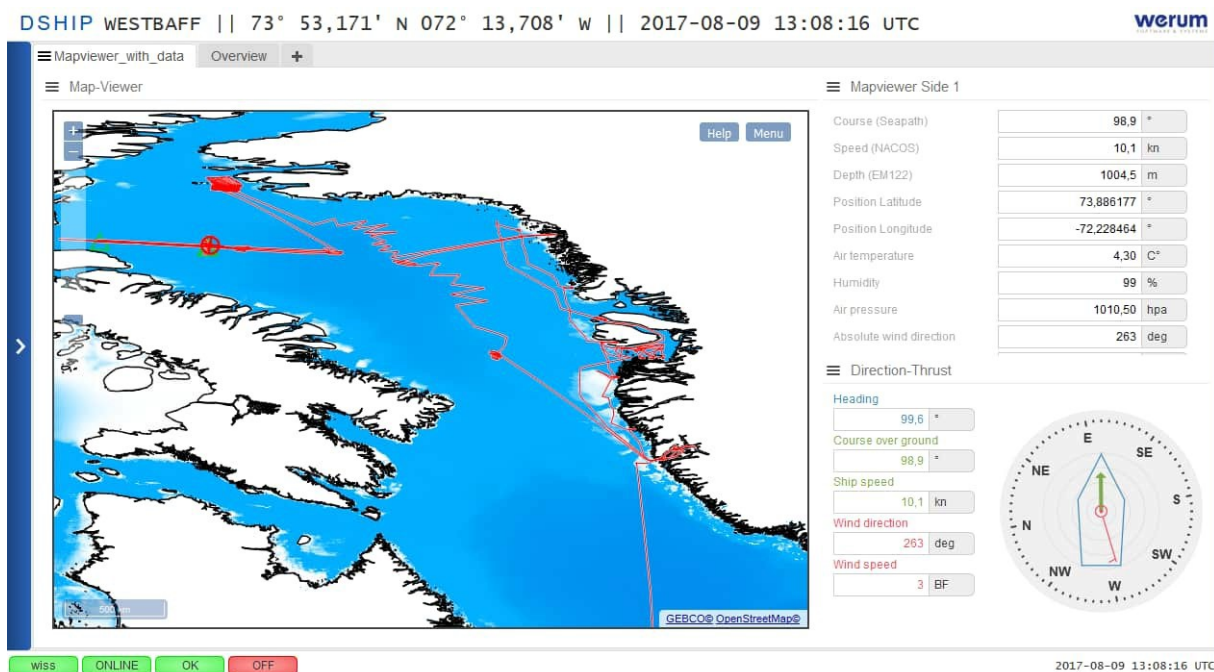 DSHIP WESTBAFF || 73° 53,171' N 072° 13,708' W || 2017-08-09 13:08:16 UTC
werum
SOFTWARE & SYSTEMS
Mapviewer_with_data Overview +
Map-Viewer
+
−
Help Menu
500 km
GEBCO© OpenStreetMap©
Mapviewer Side 1
Course (Seapath) 98,9 °
Speed (NACOS) 10,1 kn
Depth (EM122) 1004,5 m
Position Latitude 73,886177 °
Position Longitude -72,228464 °
Air temperature 4,30 C°
Humidity 99 %
Air pressure 1010,50 hpa
Absolute wind direction 263 deg
Direction-Thrust
Heading
99,6 °
Course over ground
98,9 °
Ship speed
10,1 kn
Wind direction
263 deg
Wind speed
3 BF
E
NE SE
N S
NW SW
W
wiss ONLINE OK OFF
2017-08-09 13:08:16 UTC